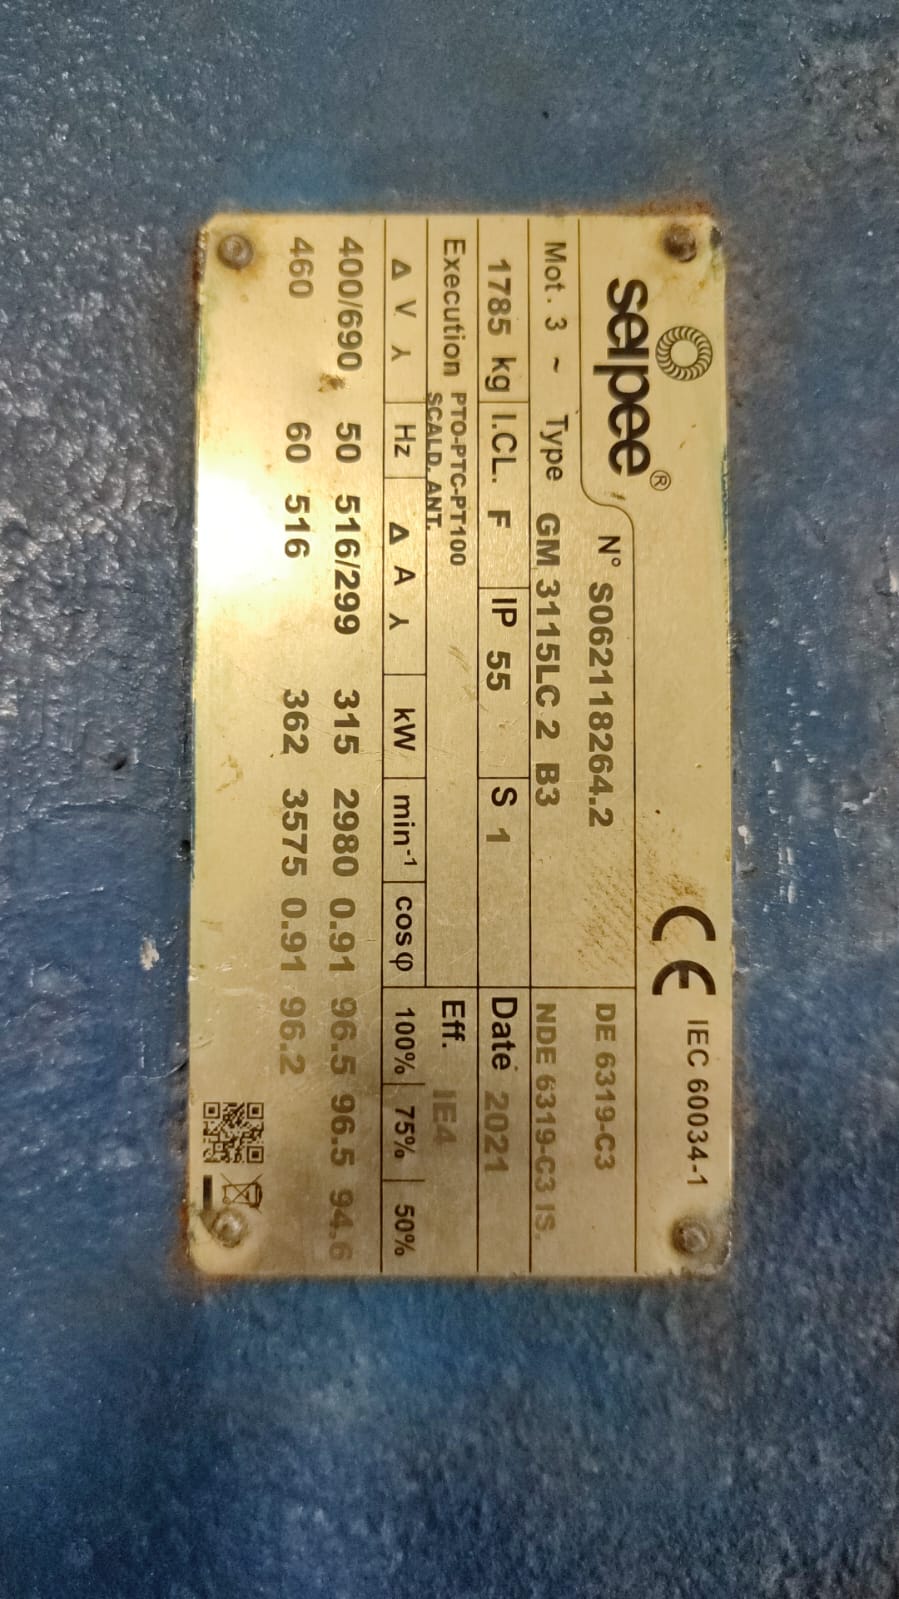 seipee®
IEC 60034-1
N° S062118264.2
DE 6319-C3
Mot. 3 ~ Type GM 3115LC 2 B3
NDE 6319-C3 IS.
1785 kg I.CL. F IP 55 S 1 Date 2021
Execution PTO-PTC-PT100
SCALD. ANT.
Eff. IE4
Δ V ⅄ Hz Δ A ⅄ kW min⁻¹ cos φ 100% 75% 50%
400/690 50 516/299 315 2980 0.91 96.5 96.5 94.6
460 60 516 362 3575 0.91 96.2